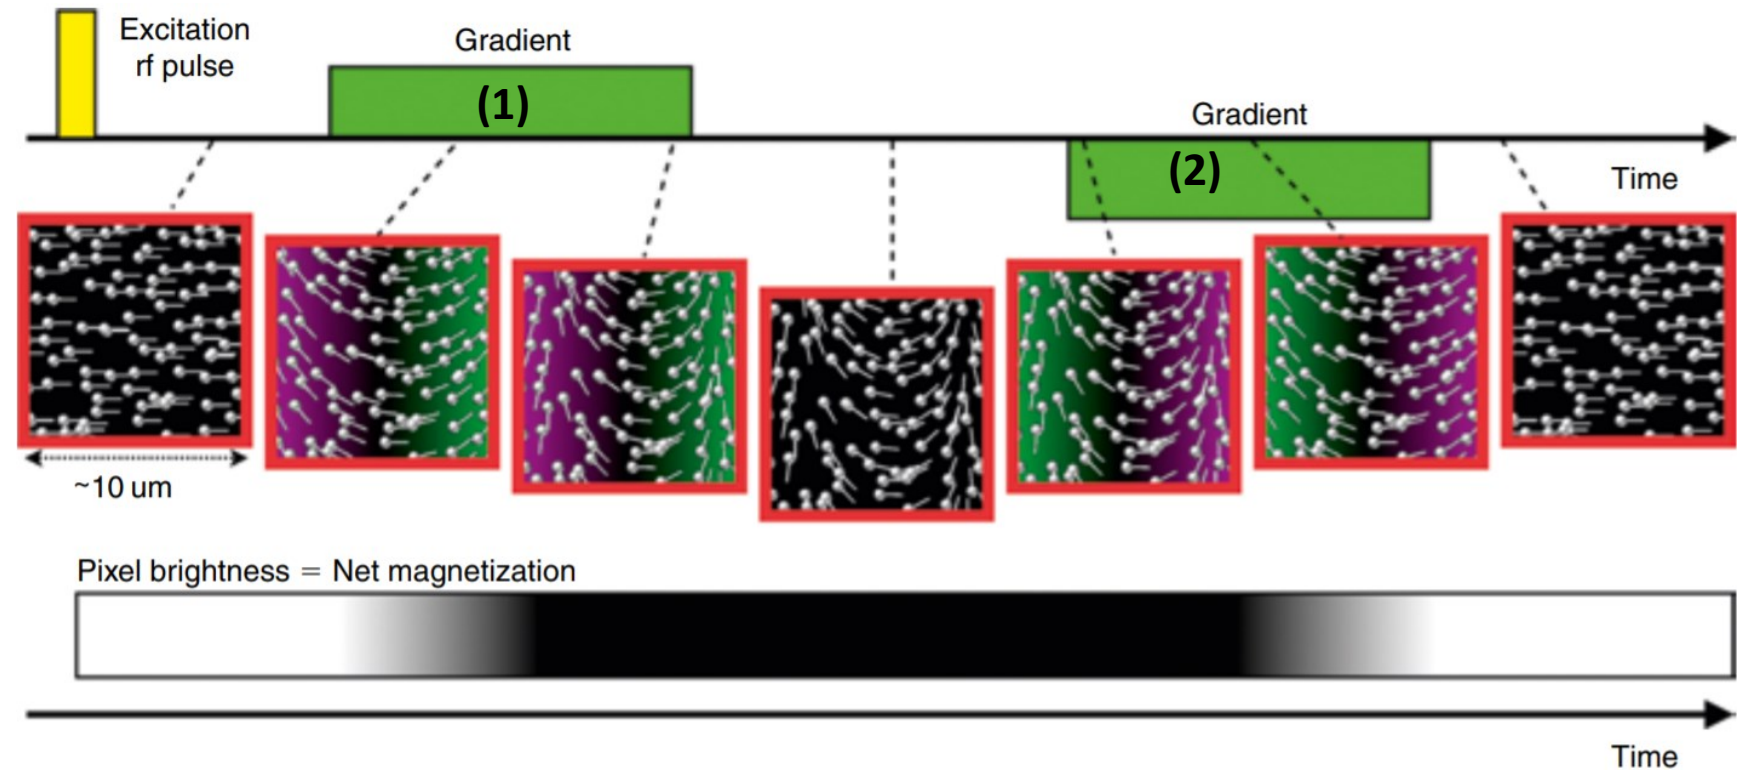 Excitation
rf pulse
Gradient
(1)
Gradient
(2)
Time
~10 um
Pixel brightness = Net magnetization
Time